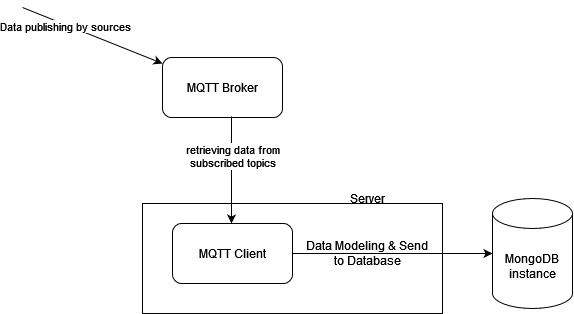 Data publishing by sources
MQTT Broker
retrieving data from
subscribed topics
Server
MQTT Client
Data Modeling & Send
to Database
MongoDB
instance